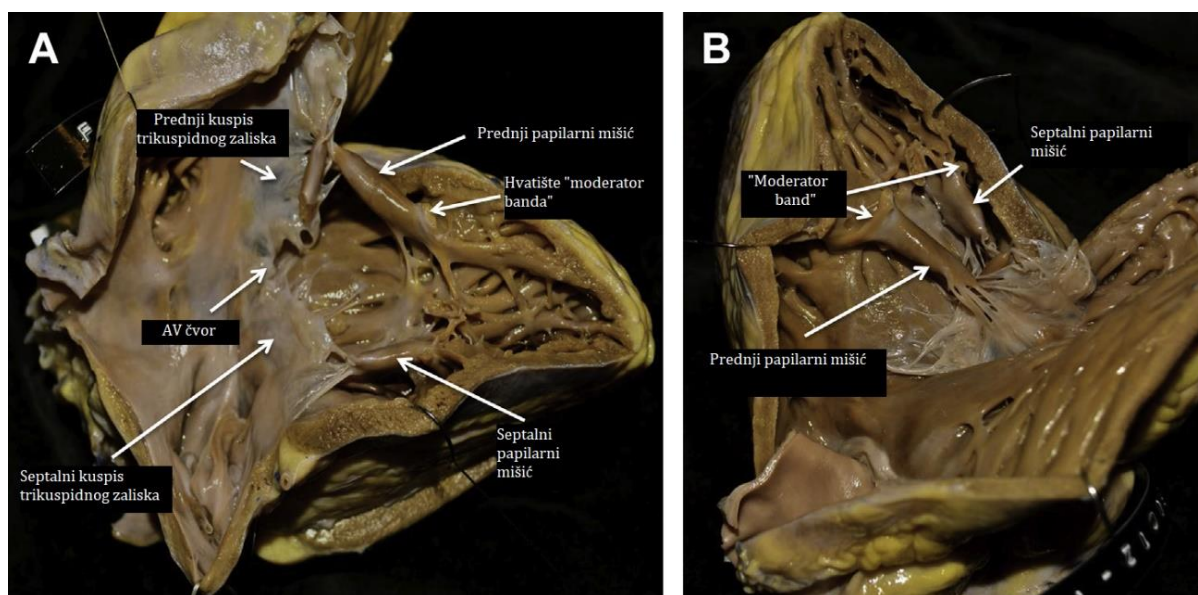 A
Prednji kuspis
trikuspidnog zaliska
Prednji papilarni mišić
Hvatište "moderator
banda"
AV čvor
Septalni kuspis
trikuspidnog zaliska
Septalni
papilarni
mišić
B
Septalni papilarni
mišić
"Moderator
band"
Prednji papilarni mišić